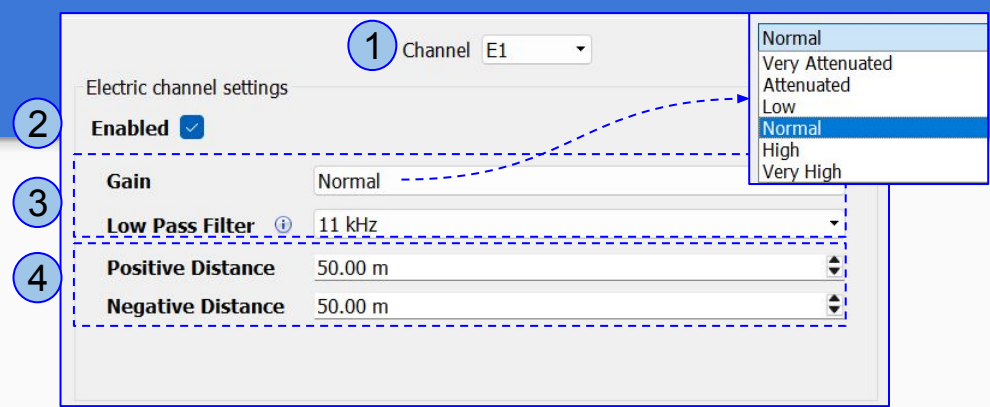 1
Channel E1
Electric channel settings
2
Enabled
3
Gain Normal
Low Pass Filter 11 kHz
4
Positive Distance 50.00 m
Negative Distance 50.00 m
Normal
Very Attenuated
Attenuated
Low
Normal
High
Very High